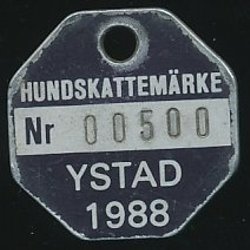 HUNDSKATTEMÄRKE
Nr 00500
YSTAD
1988